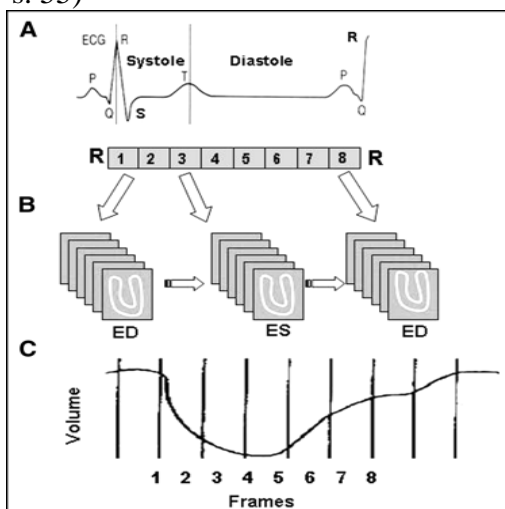 s. 55)
A
ECG R R
Systole Diastole
P T P
Q S Q
R 1 2 3 4 5 6 7 8 R
B
ED ES ED
C
Volume
1 2 3 4 5 6 7 8
Frames